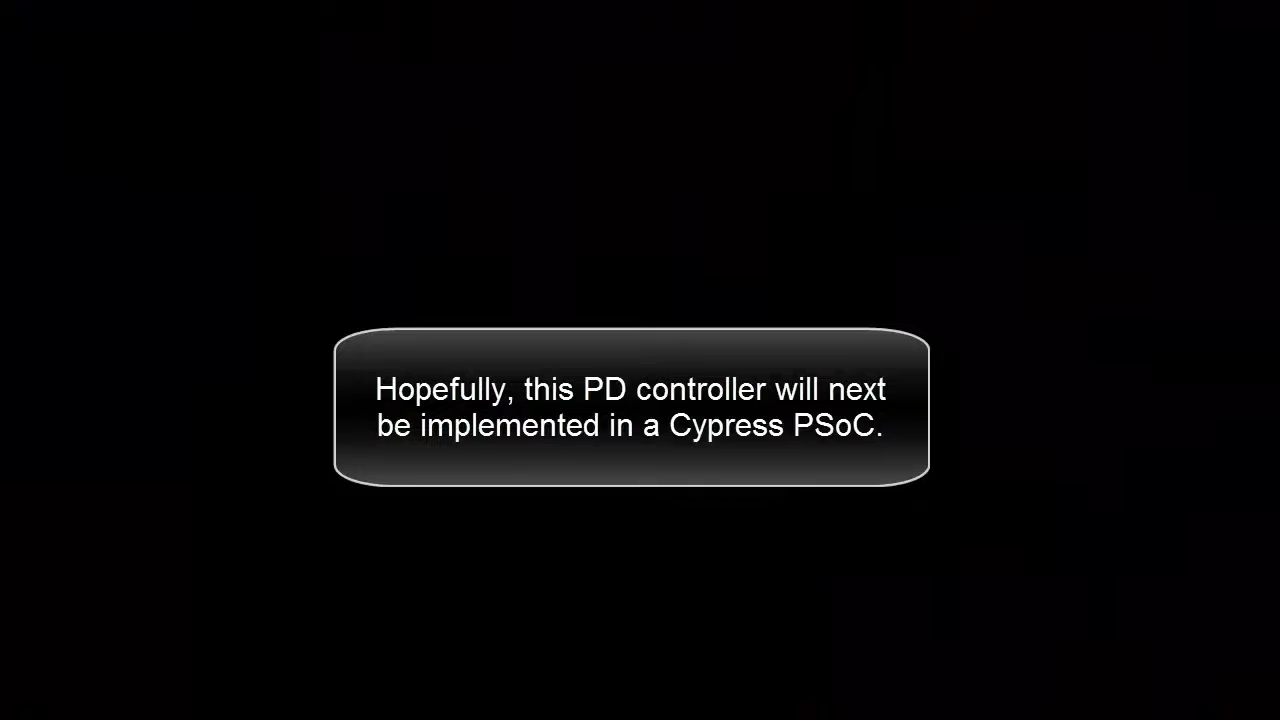 Hopefully, this PD controller will next
be implemented in a Cypress PSoC.